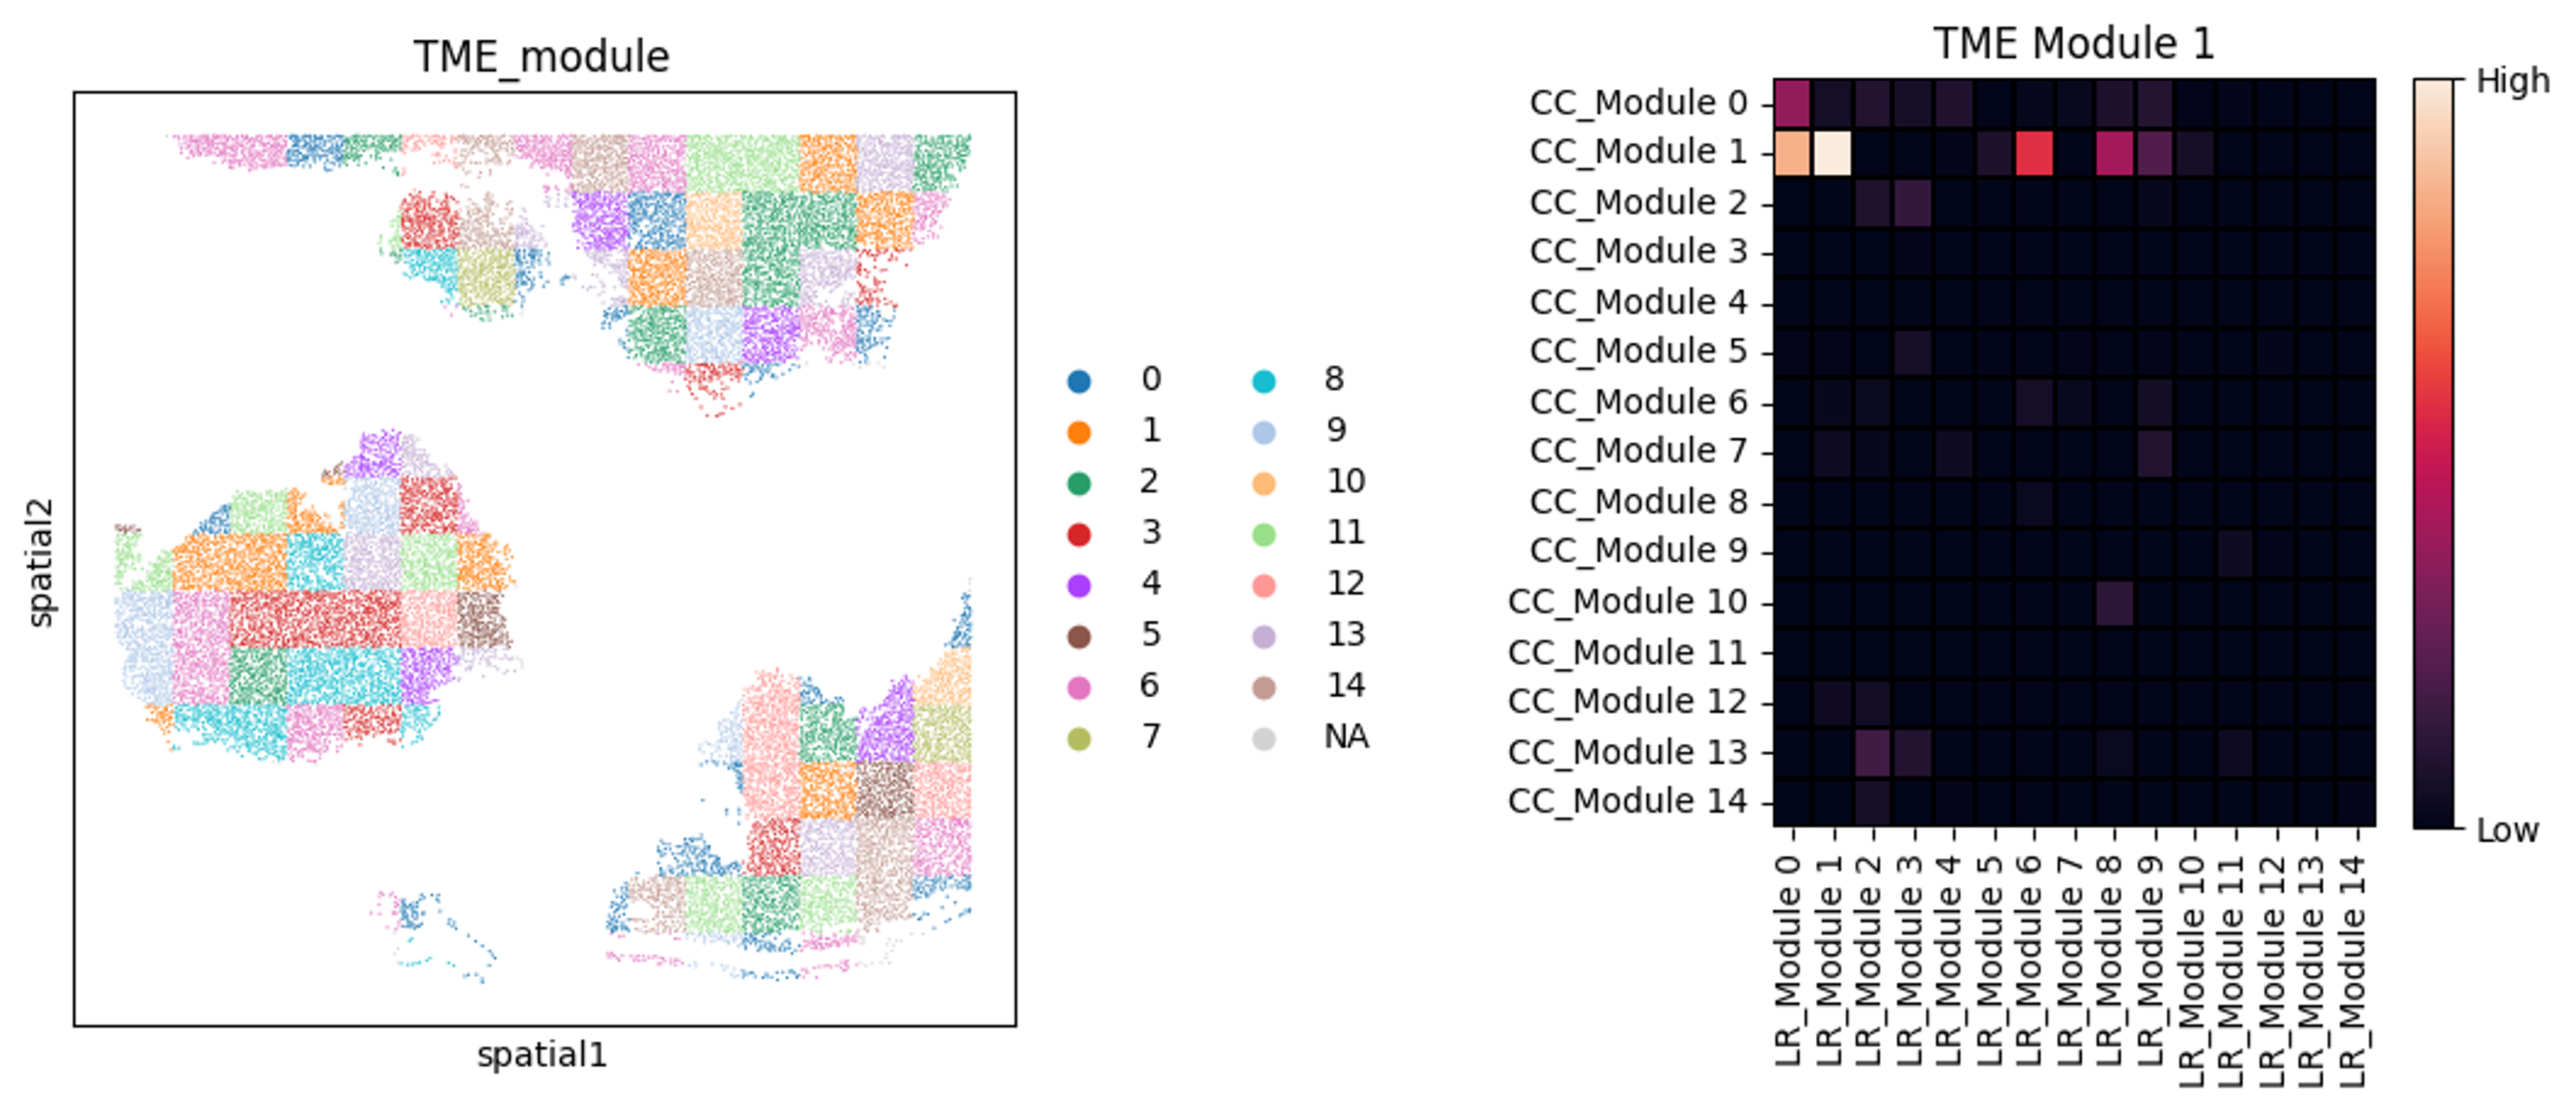 TME_module
spatial2
spatial1
0
1
2
3
4
5
6
7
8
9
10
11
12
13
14
NA
TME Module 1
CC_Module 0
CC_Module 1
CC_Module 2
CC_Module 3
CC_Module 4
CC_Module 5
CC_Module 6
CC_Module 7
CC_Module 8
CC_Module 9
CC_Module 10
CC_Module 11
CC_Module 12
CC_Module 13
CC_Module 14
LR_Module 0
LR_Module 1
LR_Module 2
LR_Module 3
LR_Module 4
LR_Module 5
LR_Module 6
LR_Module 7
LR_Module 8
LR_Module 9
LR_Module 10
LR_Module 11
LR_Module 12
LR_Module 13
LR_Module 14
High
Low